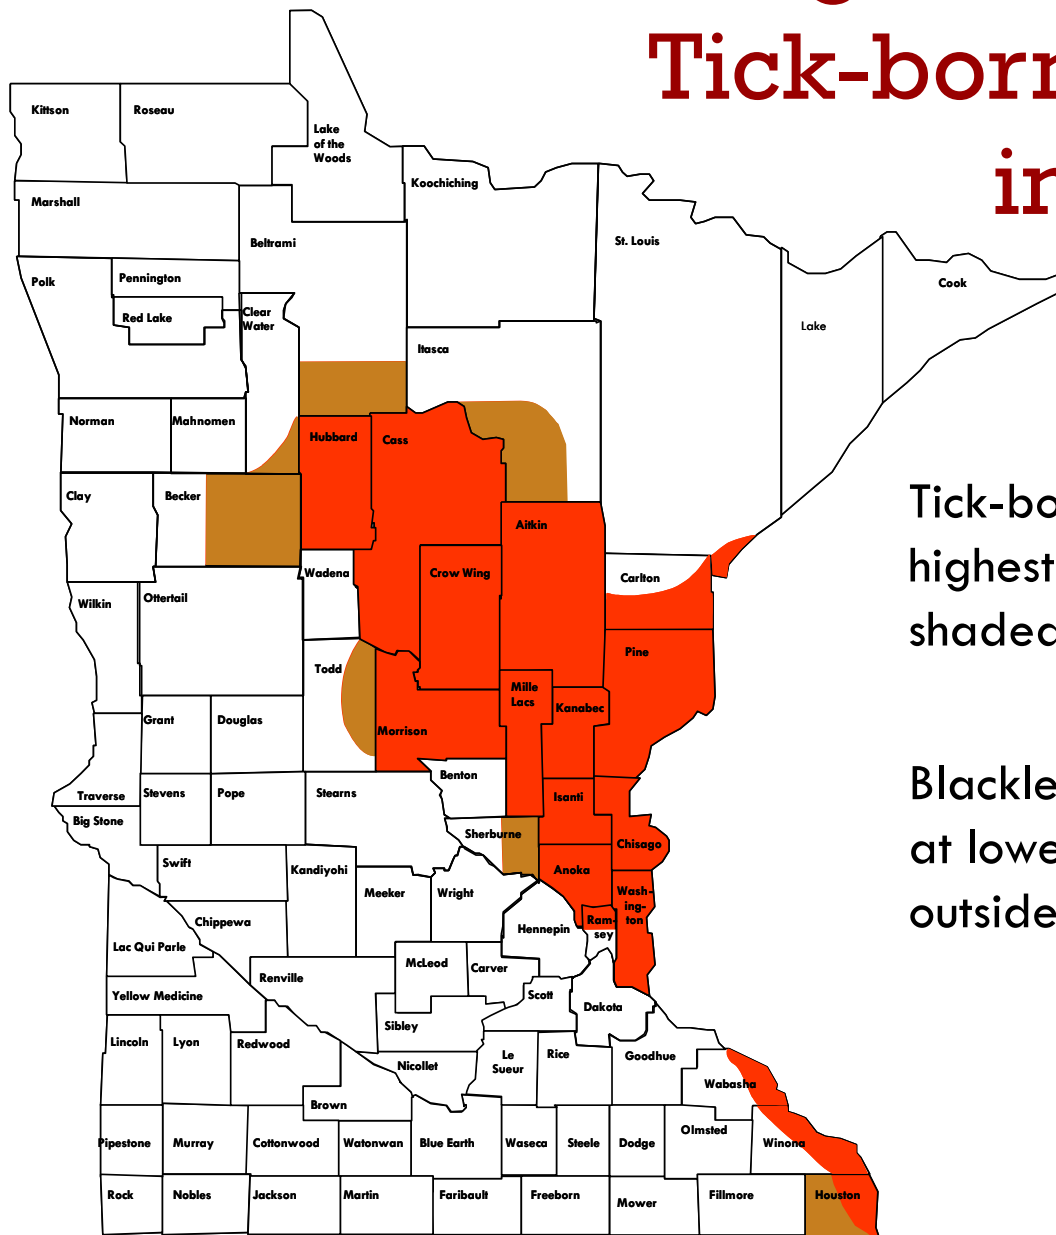 Tick-born
in
Kittson
Roseau
Lake
of the
Woods
Koochiching
Marshall
Beltrami
St. Louis
Polk
Pennington
Cook
Red Lake
Clear
Water
Lake
Itasca
Norman
Mahnomen
Hubbard
Cass
Clay
Becker
Aitkin
Tick-bo
highest
shaded
Wadena
Crow Wing
Carlton
Wilkin
Ottertail
Todd
Pine
Mille
Lacs
Kanabec
Grant
Douglas
Morrison
Benton
Traverse
Stevens
Pope
Stearns
Isanti
Blackle
at lowe
outside
Big Stone
Sherburne
Chisago
Swift
Kandiyohi
Anoka
Meeker
Wright
Wash-
ing-
ton
Ram-
sey
Chippewa
Hennepin
Lac Qui Parle
McLeod
Carver
Renville
Yellow Medicine
Scott
Dakota
Sibley
Lincoln
Lyon
Redwood
Le
Sueur
Rice
Goodhue
Nicollet
Wabasha
Brown
Pipestone
Murray
Cottonwood
Watonwan
Blue Earth
Waseca
Steele
Dodge
Olmsted
Winona
Rock
Nobles
Jackson
Martin
Faribault
Freeborn
Mower
Fillmore
Houston